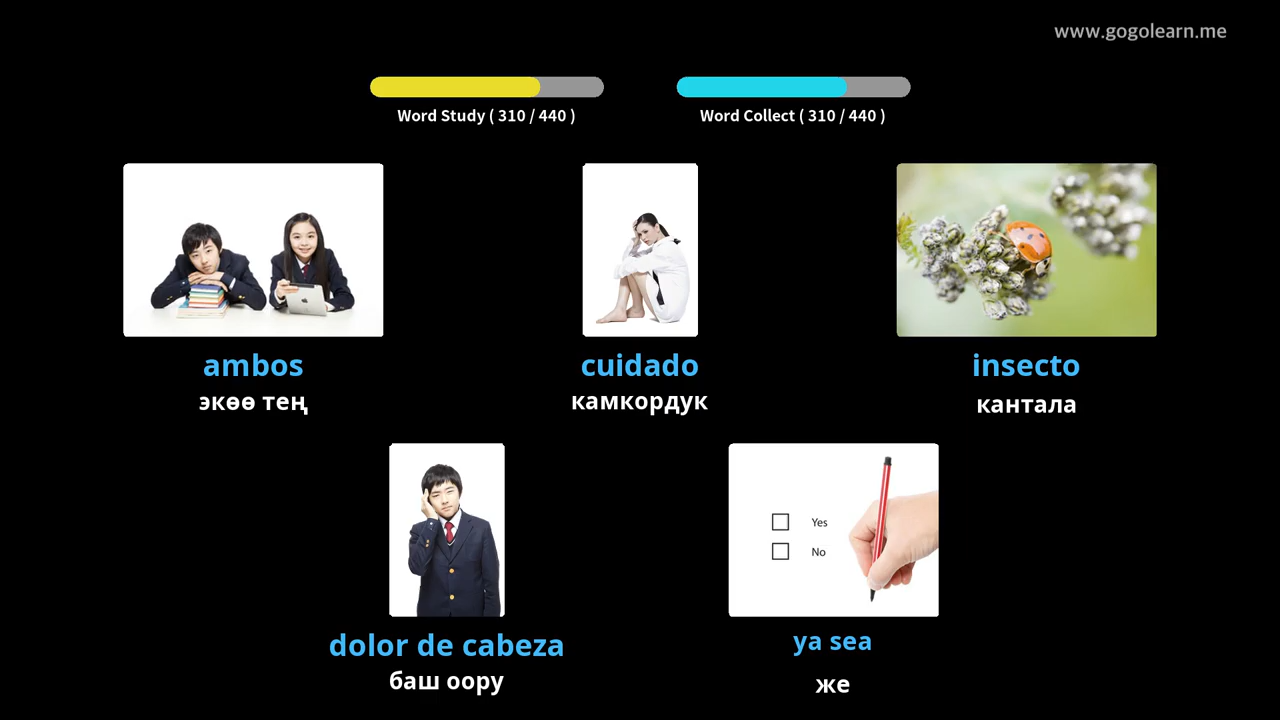 www.gogolearn.me
Word Study ( 310 / 440 )
Word Collect ( 310 / 440 )
ambos
экөө тең
cuidado
камкордук
insecto
кантала
dolor de cabeza
баш оору
Yes
No
ya sea
же